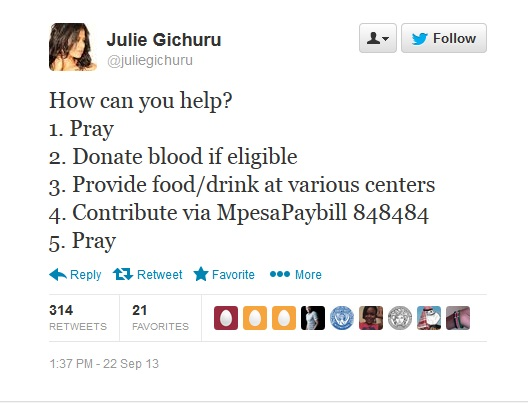 Julie Gichuru
@juliegichuru
Follow
How can you help?
1. Pray
2. Donate blood if eligible
3. Provide food/drink at various centers
4. Contribute via MpesaPaybill 848484
5. Pray
Reply Retweet Favorite More
314 21
RETWEETS FAVORITES
1:37 PM - 22 Sep 13